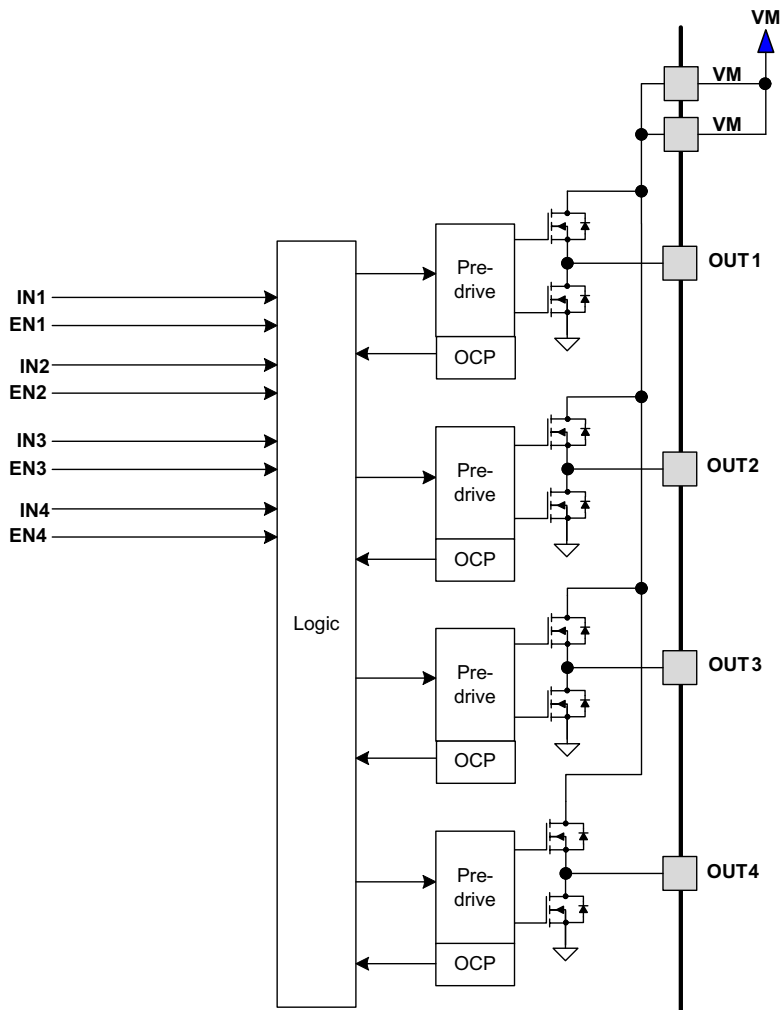 VM
VM
VM
Pre-
drive
OUT1
IN1
EN1
OCP
IN2
EN2
Pre-
drive
OUT2
IN3
EN3
IN4
EN4
OCP
Logic
Pre-
drive
OUT3
OCP
Pre-
drive
OUT4
OCP